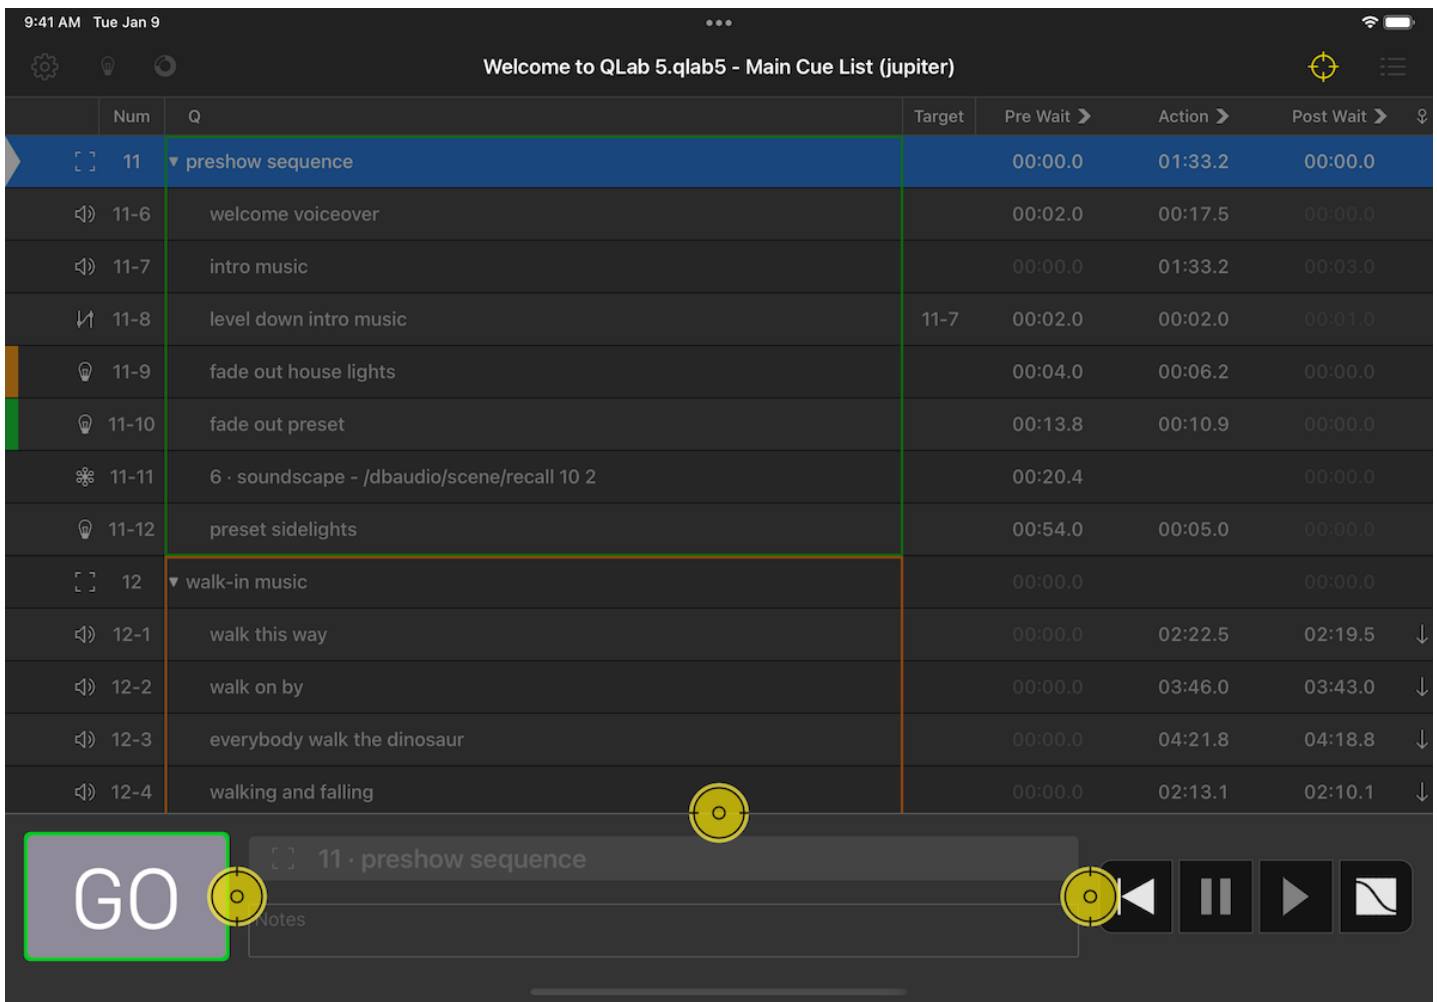 9:41 AM Tue Jan 9
Welcome to QLab 5.qlab5 - Main Cue List (jupiter)
Num Q Target Pre Wait Action Post Wait
11 preshow sequence 00:00.0 01:33.2 00:00.0
11-6 welcome voiceover 00:02.0 00:17.5 00:00.0
11-7 intro music 00:00.0 01:33.2 00:03.0
11-8 level down intro music 11-7 00:02.0 00:02.0 00:01.0
11-9 fade out house lights 00:04.0 00:06.2 00:00.0
11-10 fade out preset 00:13.8 00:10.9 00:00.0
11-11 6 · soundscape - /dbaudio/scene/recall 10 2 00:20.4 00:00.0
11-12 preset sidelights 00:54.0 00:05.0 00:00.0
12 walk-in music 00:00.0 00:00.0
12-1 walk this way 00:00.0 02:22.5 02:19.5
12-2 walk on by 00:00.0 03:46.0 03:43.0
12-3 everybody walk the dinosaur 00:00.0 04:21.8 04:18.8
12-4 walking and falling 00:00.0 02:13.1 02:10.1
GO
11 · preshow sequence
Notes